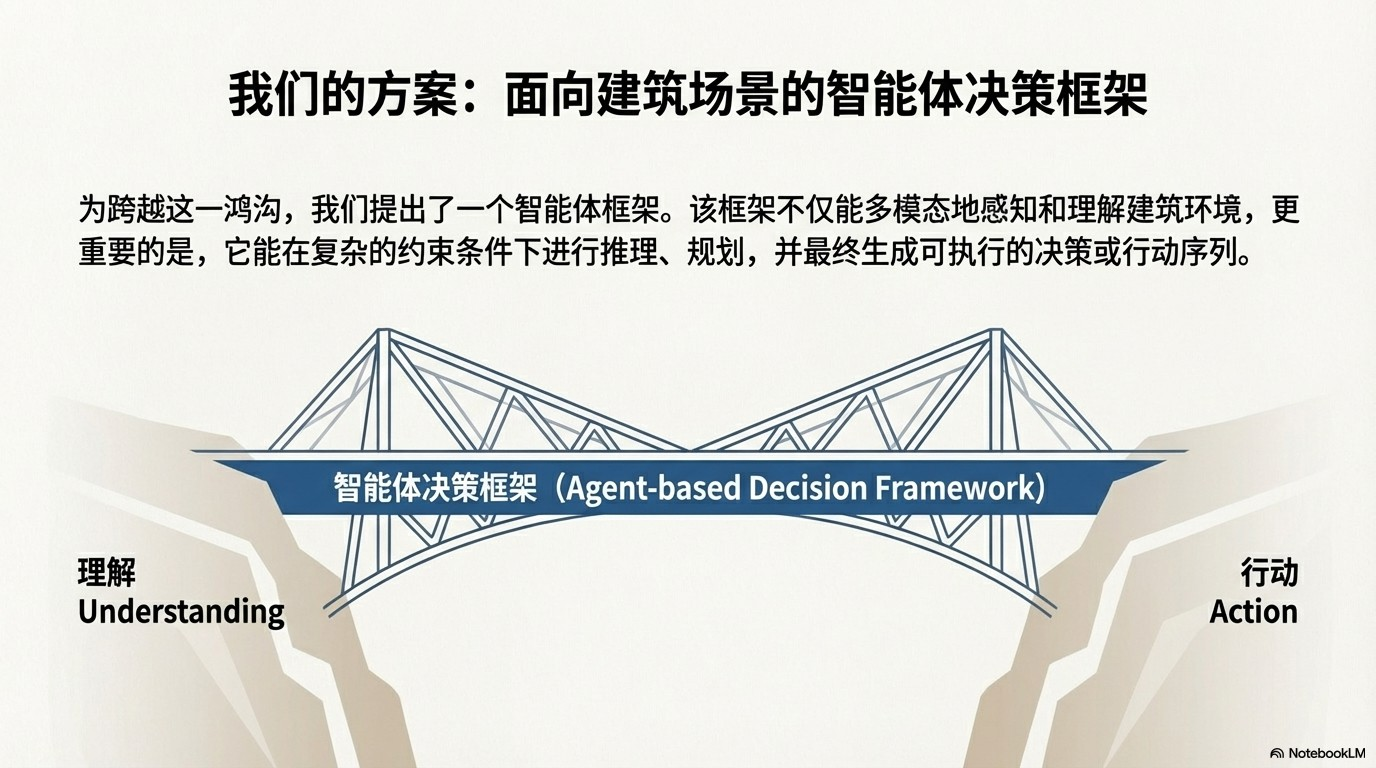 我们的方案：面向建筑场景的智能体决策框架
为跨越这一鸿沟，我们提出了一个智能体框架。该框架不仅能多模态地感知和理解建筑环境，更
重要的是，它能在复杂的约束条件下进行推理、规划，并最终生成可执行的决策或行动序列。
智能体决策框架（Agent-based Decision Framework）
理解
Understanding
行动
Action
NotebookLM